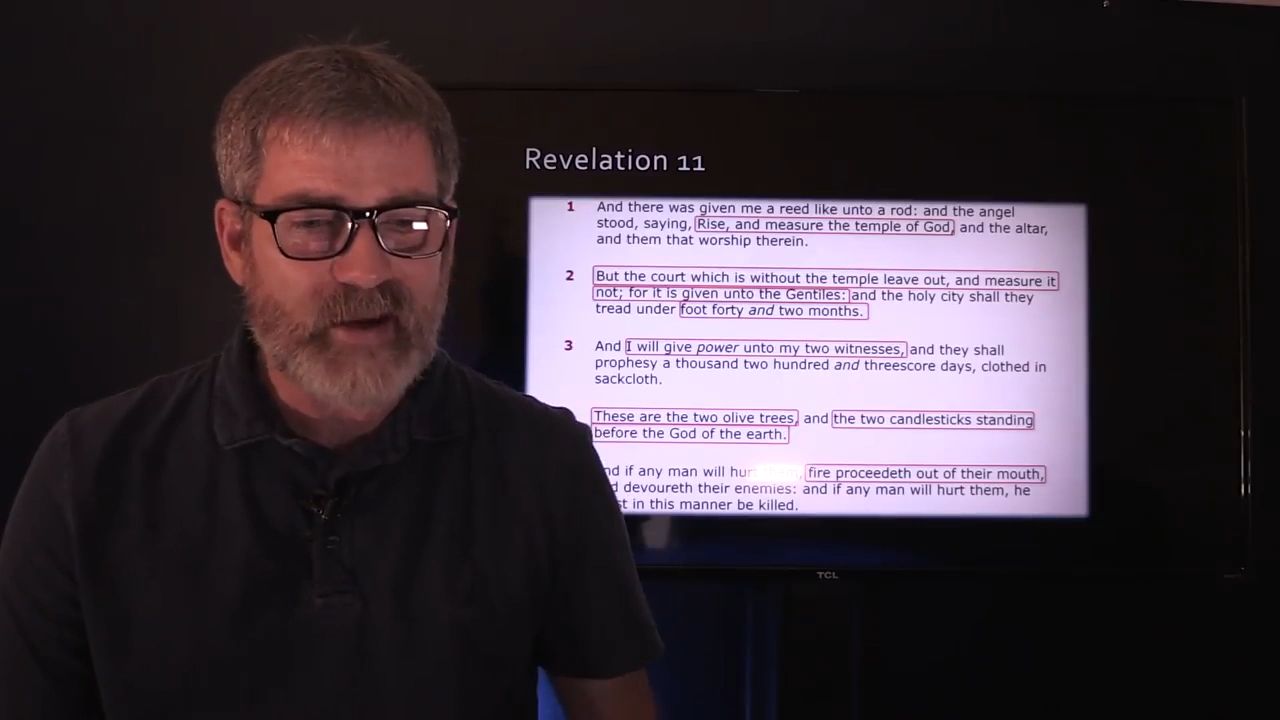 Revelation 11
1 And there was given me a reed like unto a rod: and the angel
stood, saying, Rise, and measure the temple of God, and the altar,
and them that worship therein.
2 But the court which is without the temple leave out, and measure it
not; for it is given unto the Gentiles: and the holy city shall they
tread under foot forty and two months.
3 And I will give power unto my two witnesses, and they shall
prophesy a thousand two hundred and threescore days, clothed in
sackcloth.
These are the two olive trees, and the two candlesticks standing
before the God of the earth.
nd if any man will hurt them, fire proceedeth out of their mouth,
d devoureth their enemies: and if any man will hurt them, he
st in this manner be killed.
TCL